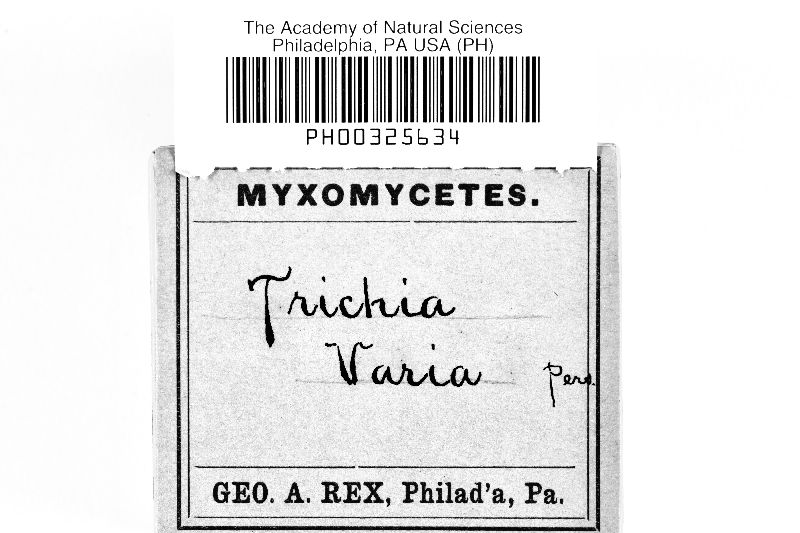 The Academy of Natural Sciences
Philadelphia, PA USA (PH)
PH00325634
MYXOMYCETES.
Trichia
Varia Pers.
GEO. A. REX, Philad'a, Pa.